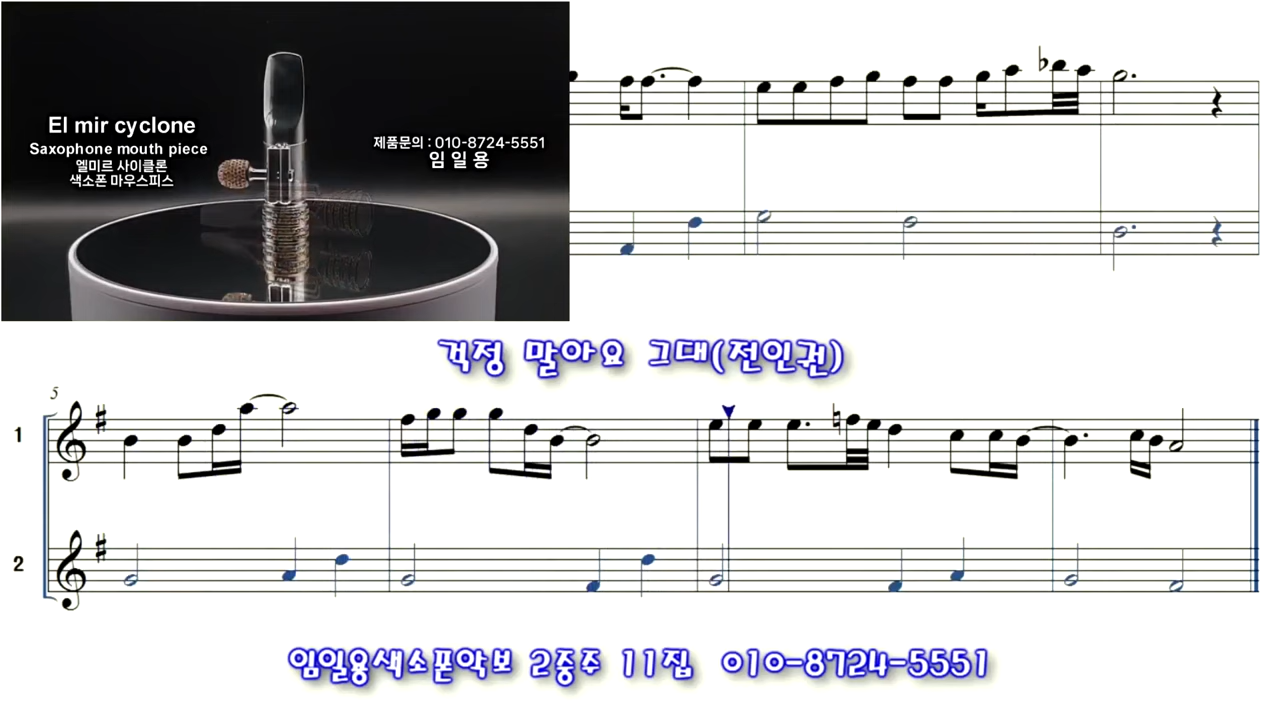 El mir cyclone
Saxophone mouth piece
엘미르 사이클론
색소폰 마우스피스
제품문의 : 010-8724-5551
임 일 용
걱정 말아요 그대(전인권)
5
1
2
임일용색소폰악보 2중주 11집 010-8724-5551